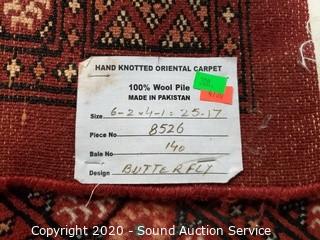 HAND KNOTTED ORIENTAL CARPET
100% Wool Pile
MADE IN PAKISTAN
Size 6-2 x 4-1 = 25-17
Piece No 8526
Bale No 140
Design BUTTERFLY
Copyright 2020 - Sound Auction Service